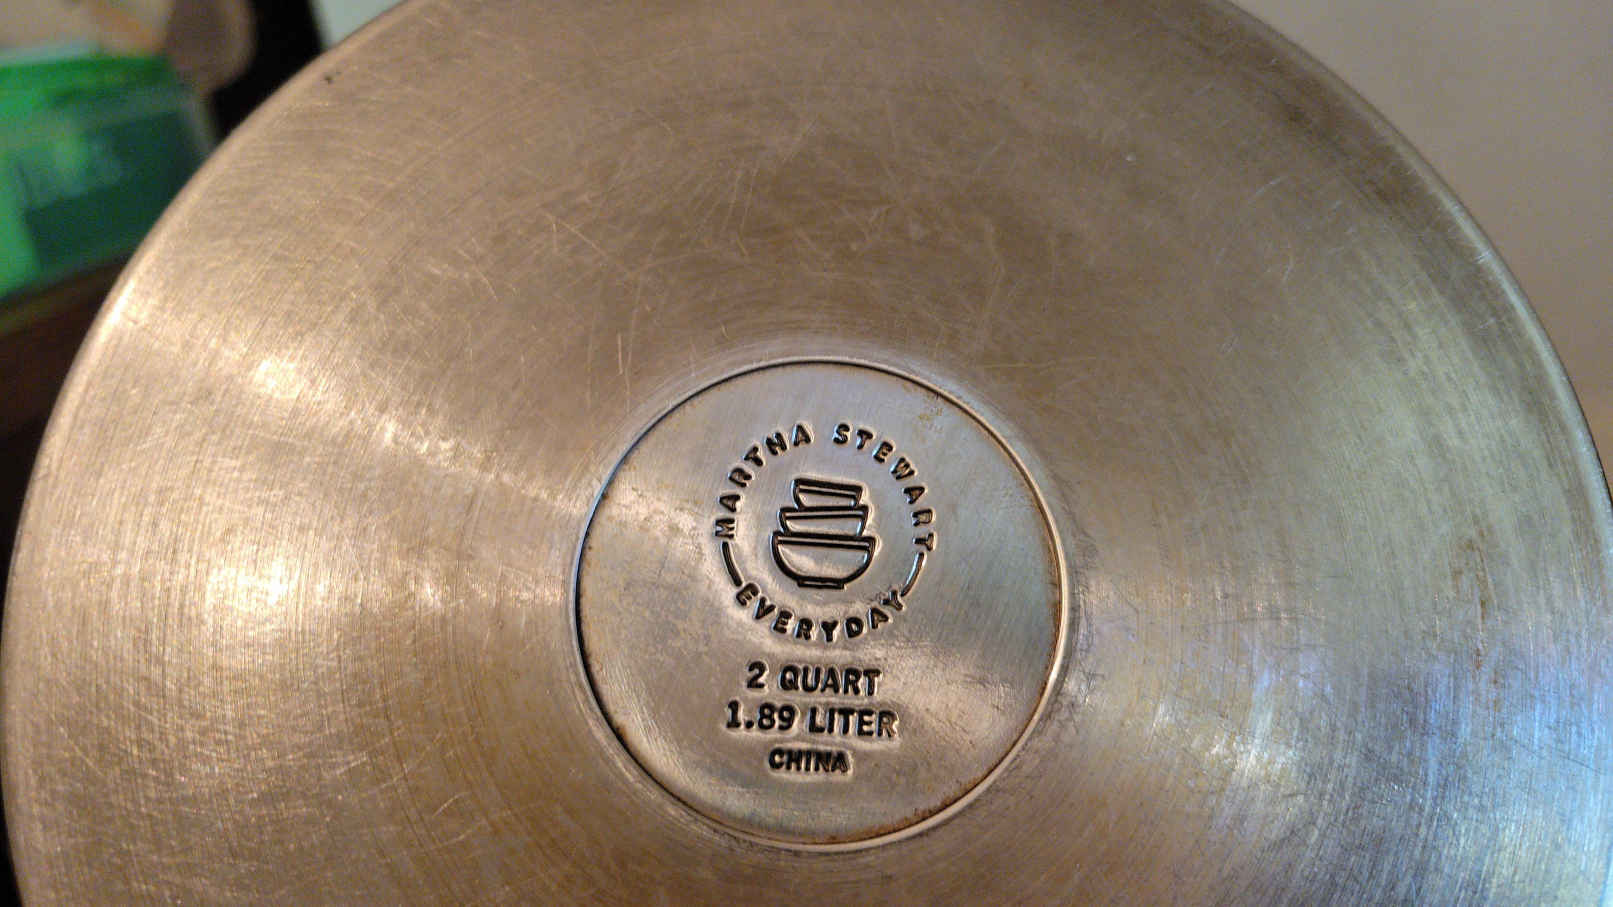 MARTHA STEWART
EVERYDAY
2 QUART
1.89 LITER
CHINA